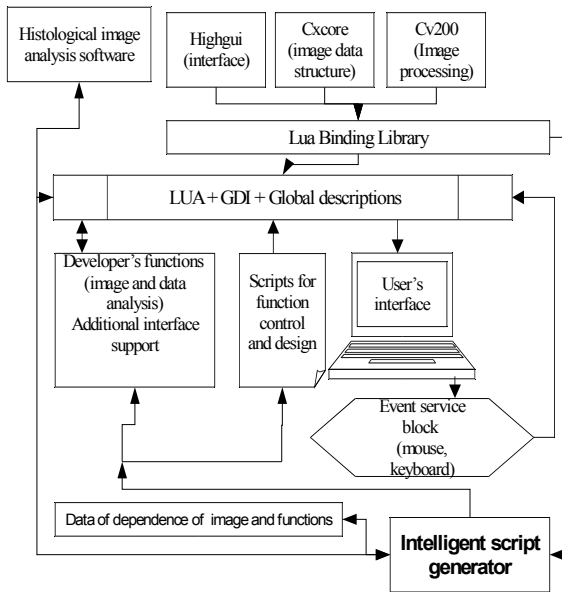 Histological image
analysis software
Highgui
(interface)
Cxcore
(image data
structure)
Cv200
(Image
processing)
Lua Binding Library
LUA + GDI + Global descriptions
Developer's functions
(image and data
analysis)
Additional interface
support
Scripts for
function
control
and design
User's
interface
Event service
block
(mouse,
keyboard)
Data of dependence of image and functions
Intelligent script
generator